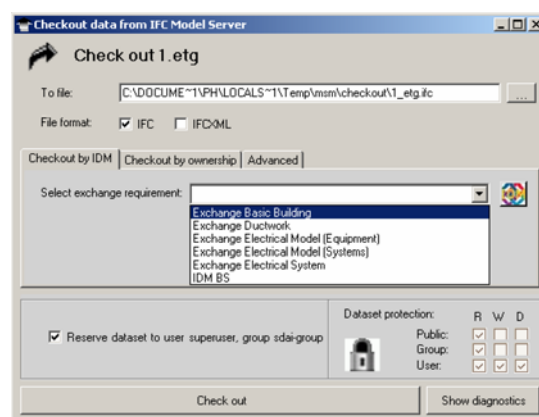 Checkout data from IFC Model Server
Check out 1.etg
To file: C:\DOCUME~1\PH\LOCALS~1\Temp\msm\checkout\1_etg.ifc ...
File format: IFC IFCXML
Checkout by IDM Checkout by ownership Advanced
Select exchange requirement:
Exchange Basic Building
Exchange Ductwork
Exchange Electrical Model (Equipment)
Exchange Electrical Model (Systems)
Exchange Electrical System
IDM BS
Dataset protection: R W D
Reserve dataset to user superuser, group sdai-group
Public:
Group:
User:
Check out Show diagnostics